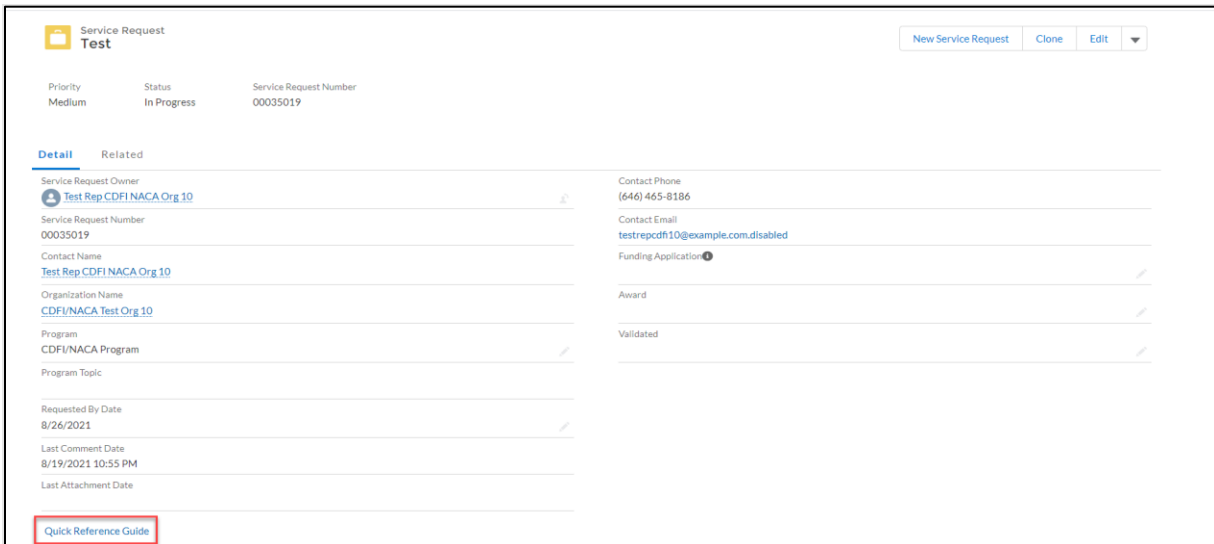 Service Request
Test
New Service Request
Clone
Edit
Priority
Status
Service Request Number
Medium
In Progress
00035019
Detail
Related
Service Request Owner
Test Rep CDFI NACA Org 10
Service Request Number
00035019
Contact Name
Test Rep CDFI NACA Org 10
Organization Name
CDFI/NACA Test Org 10
Program
CDFI/NACA Program
Program Topic
Requested By Date
8/26/2021
Last Comment Date
8/19/2021 10:55 PM
Last Attachment Date
Quick Reference Guide
Contact Phone
(646) 465-8186
Contact Email
testrepcdfi10@example.com.disabled
Funding Application
Award
Validated